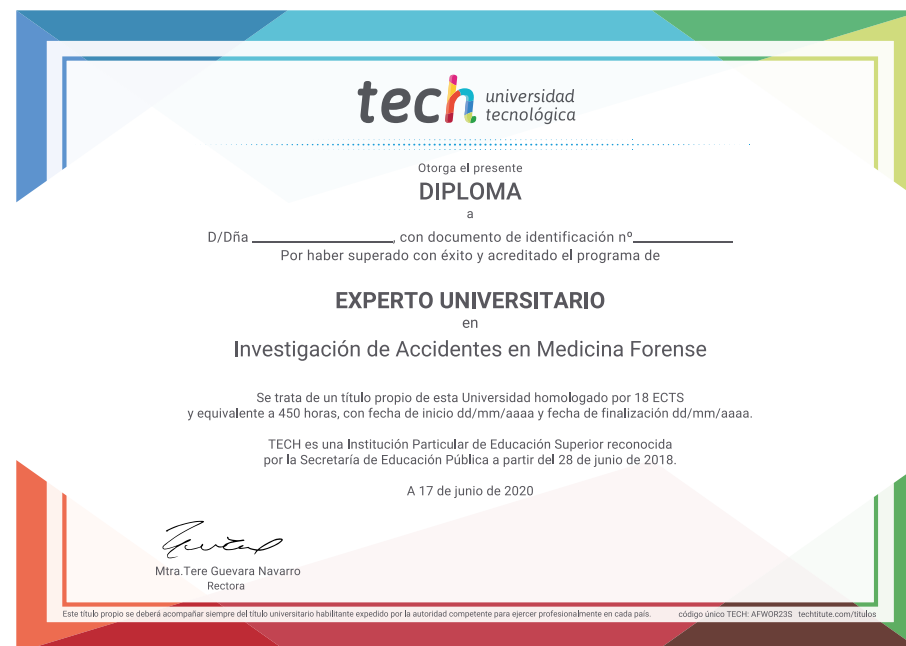 tech universidad
tecnológica
Otorga el presente
DIPLOMA
a
D/Dña ____________________, con documento de identificación nº______________
Por haber superado con éxito y acreditado el programa de
EXPERTO UNIVERSITARIO
en
Investigación de Accidentes en Medicina Forense
Se trata de un título propio de esta Universidad homologado por 18 ECTS
y equivalente a 450 horas, con fecha de inicio dd/mm/aaaa y fecha de finalización dd/mm/aaaa.
TECH es una Institución Particular de Educación Superior reconocida
por la Secretaría de Educación Pública a partir del 28 de junio de 2018.
A 17 de junio de 2020
Mtra.Tere Guevara Navarro
Rectora
Este título propio se deberá acompañar siempre del título universitario habilitante expedido por la autoridad competente para ejercer profesionalmente en cada país. código único TECH: AFWOR23S techtitute.com/titulos